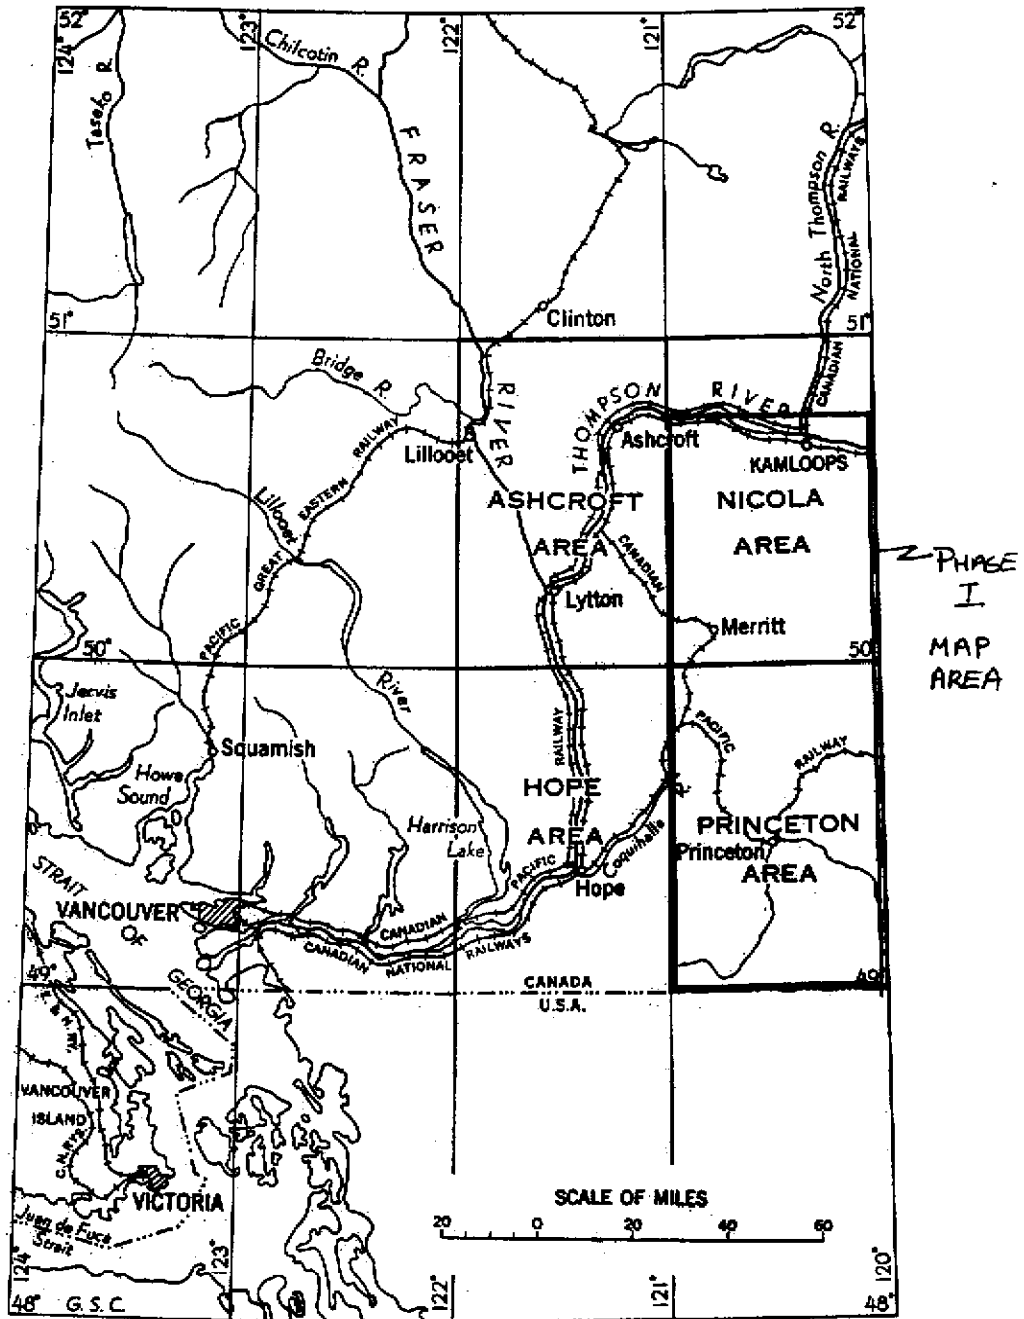 52°
124°
123°
122°
121°
52°
Taseko R.
Chilcotin R.
FRASER
North Thompson R.
CANADIAN
NATIONAL
RAILWAYS
51°
Clinton
51°
Bridge R.
RIVER
THOMPSON RIVER
Lillooet
Ashcroft
KAMLOOPS
PACIFIC GREAT EASTERN RAILWAY
Lillooet
River
ASHCROFT
AREA
NICOLA
AREA
CANADIAN
Lytton
Merritt
PHASE
I
MAP
AREA
50°
50°
Jervis
Inlet
Squamish
Howe
Sound
RAILWAY
PACIFIC
RAILWAY
HOPE
AREA
Harrison
Lake
PACIFIC
Coquihalla
Hope
PRINCETON
Princeton
AREA
STRAIT
OF
GEORGIA
VANCOUVER
CANADIAN
CANADIAN NATIONAL RAILWAYS
49°
49°
CANADA
U.S.A.
E. & N. RY.
VANCOUVER
ISLAND
C.N. RYS.
VICTORIA
Juan de Fuca
Strait
SCALE OF MILES
20 0 20 40 60
124°
123°
122°
121°
120°
48°
G.S.C.
48°